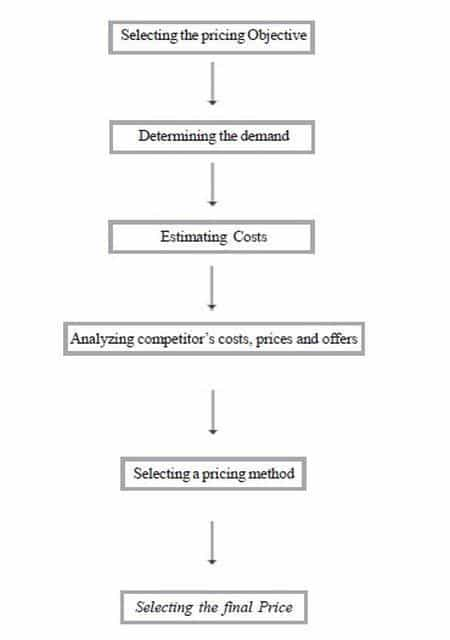 Selecting the pricing Objective
Determining the demand
Estimating Costs
Analyzing competitor's costs, prices and offers
Selecting a pricing method
Selecting the final Price